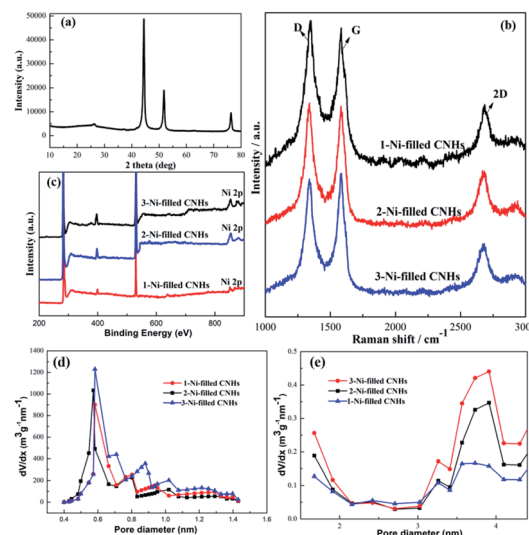 (a)
Intensity (a.u.)
50000
40000
30000
20000
10000
0
10 20 30 40 50 60 70 80
2 theta (deg)
(b)
D G
2D
1-Ni-filled CNHs
2-Ni-filled CNHs
3-Ni-filled CNHs
Intensity / a.u.
1000 1500 2000 2500 300
Raman shift / cm-1
(c)
Ni 2p
3-Ni-filled CNHs
Ni 2p
2-Ni-filled CNHs
Ni 2p
1-Ni-filled CNHs
Intensity (a.u.)
200 400 600 800
Binding Energy (eV)
(d)
1400
1200
1000
800
600
400
200
0
1-Ni-filled CNHs
2-Ni-filled CNHs
3-Ni-filled CNHs
dV/dx (m3g-1nm-1)
0.4 0.6 0.8 1.0 1.2 1.4 1.6
Pore diameter (nm)
(e)
0.5
0.4
0.3
0.2
0.1
0.0
3-Ni-filled CNHs
2-Ni-filled CNHs
1-Ni-filled CNHs
dV/dx (m3g-1nm-1)
2 3 4
Pore diameter (nm)